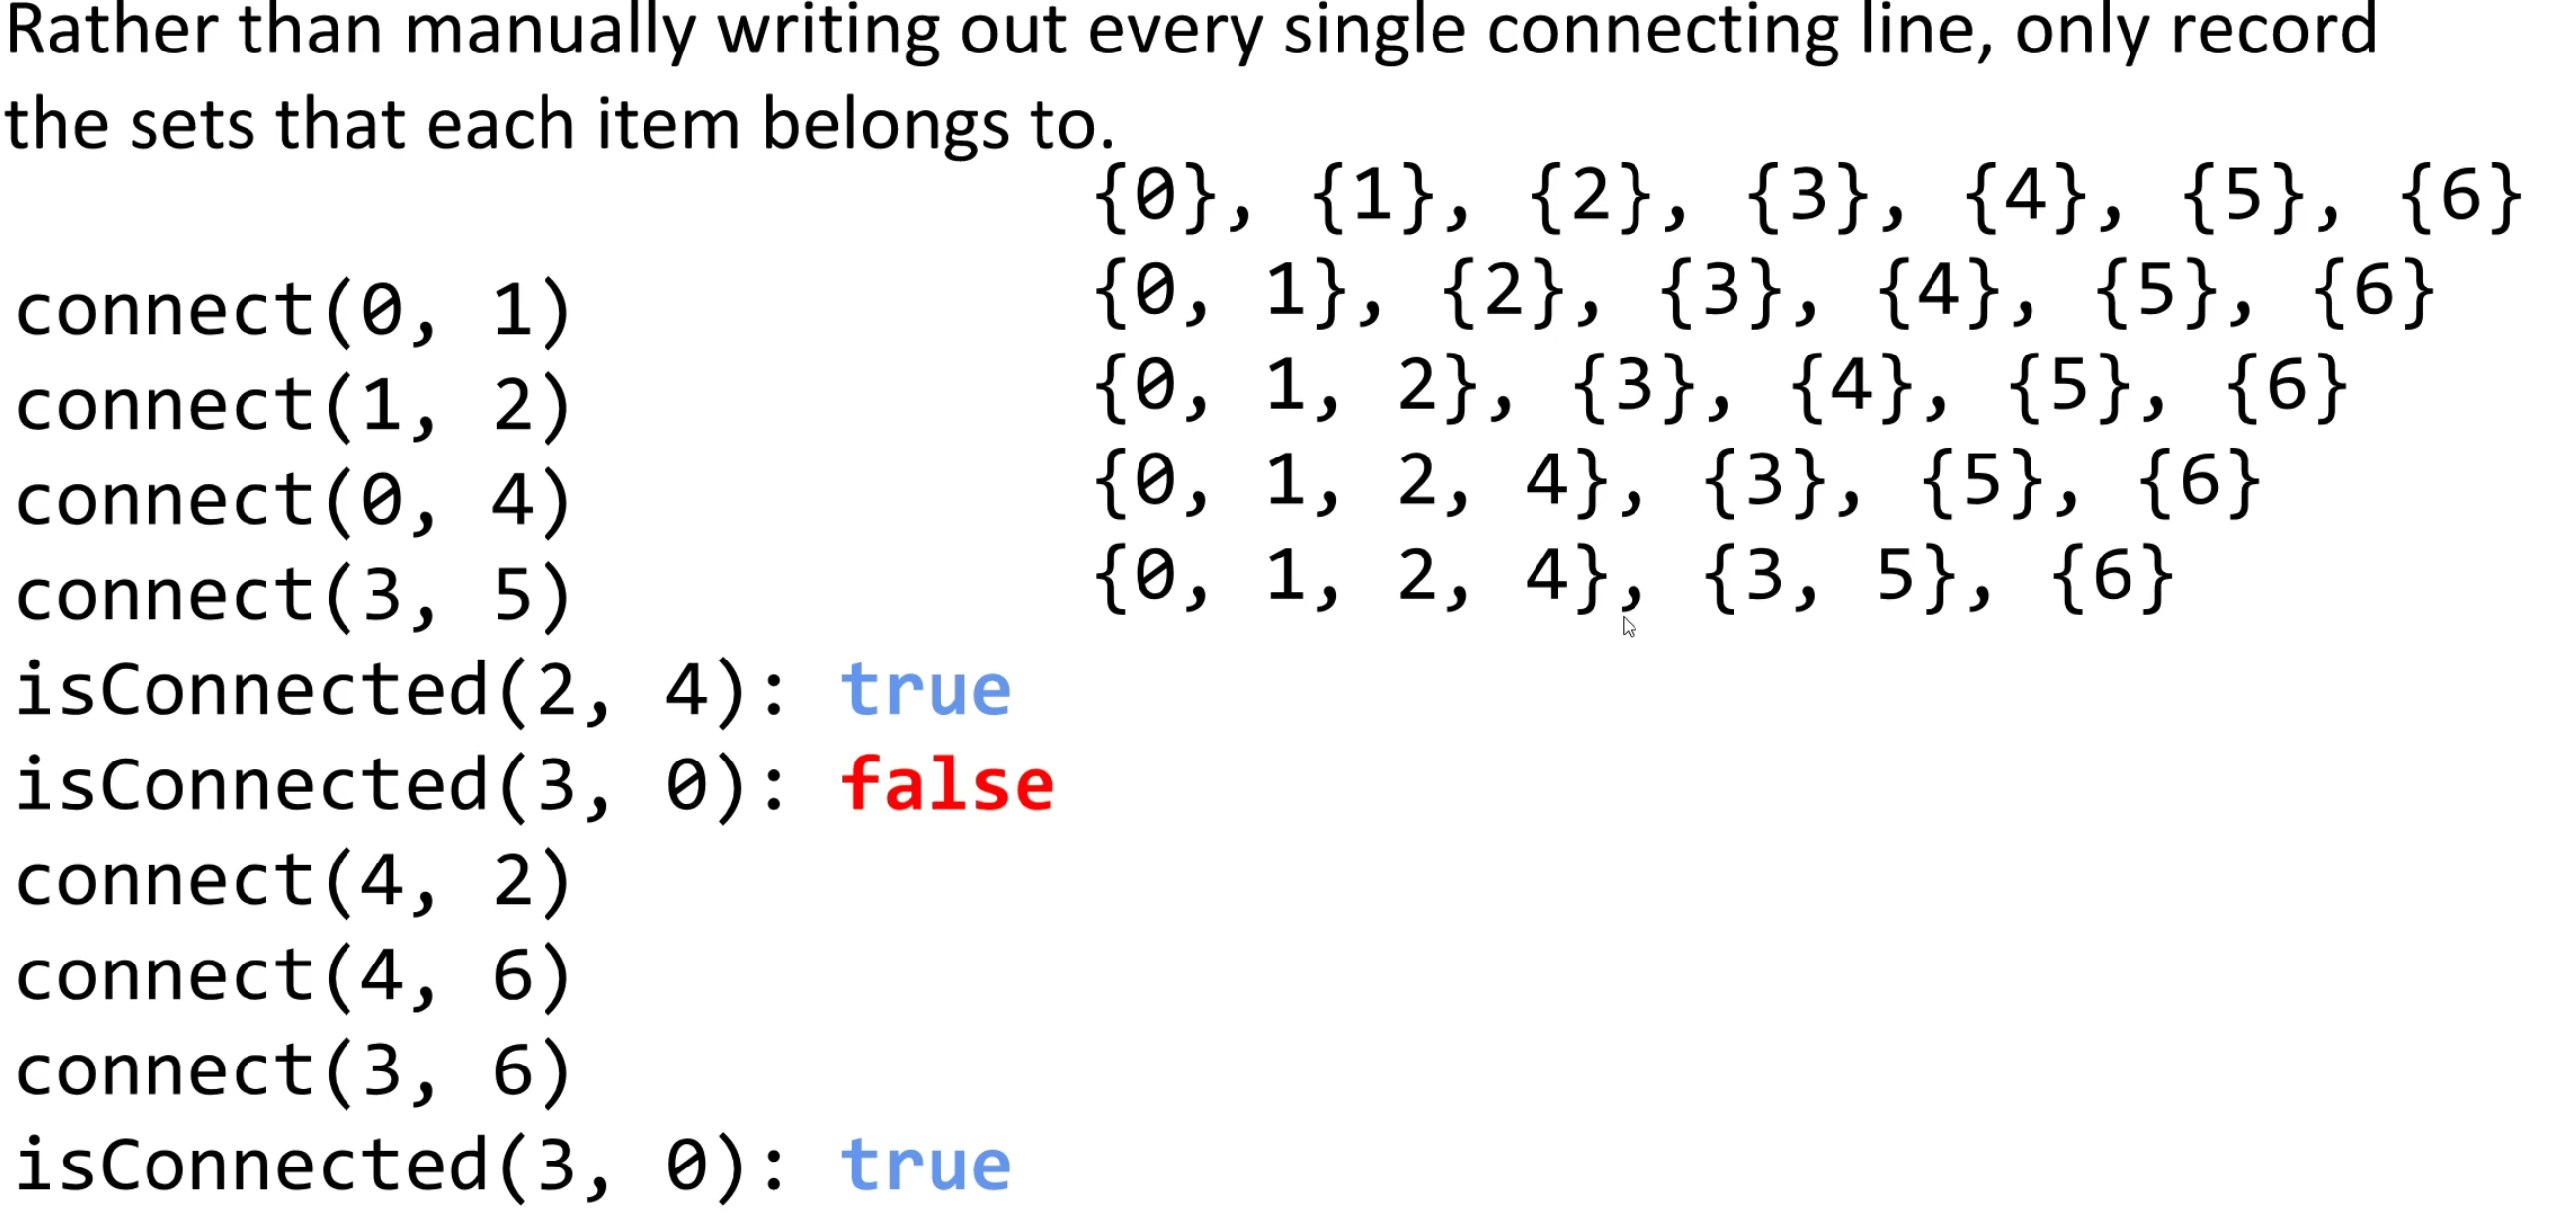 Rather than manually writing out every single connecting line, only record
the sets that each item belongs to.
{0}, {1}, {2}, {3}, {4}, {5}, {6}
connect(0, 1)
{0, 1}, {2}, {3}, {4}, {5}, {6}
connect(1, 2)
{0, 1, 2}, {3}, {4}, {5}, {6}
connect(0, 4)
{0, 1, 2, 4}, {3}, {5}, {6}
connect(3, 5)
{0, 1, 2, 4}, {3, 5}, {6}
isConnected(2, 4): true
isConnected(3, 0): false
connect(4, 2)
connect(4, 6)
connect(3, 6)
isConnected(3, 0): true